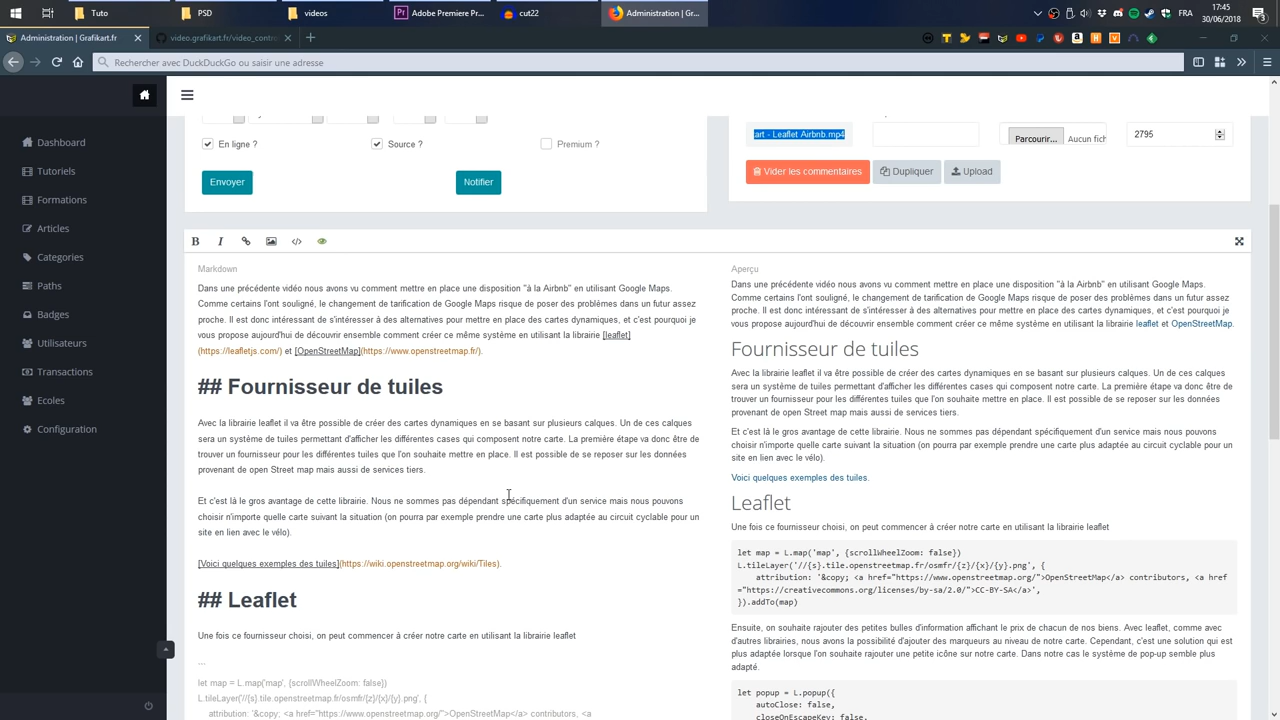 Tuto
PSD
videos
Adobe Premiere Pr...
cut22
Administration | Gr...
FRA
17:45
30/06/2018
Administration | Grafikart.fr
video.grafikart.fr/video_contro
Rechercher avec DuckDuckGo ou saisir une adresse
Dashboard
Tutoriels
Formations
Articles
Categories
Paths
Badges
Utilisateurs
Transactions
Ecoles
Configuration
En ligne ?
Source ?
Premium ?
Envoyer
Notifier
art - Leaflet Airbnb.mp4
Parcourir...
Aucun fich
2795
Vider les commentaires
Dupliquer
Upload
Markdown
Dans une précédente vidéo nous avons vu comment mettre en place une disposition "à la Airbnb" en utilisant Google Maps.
Comme certains l'ont souligné, le changement de tarification de Google Maps risque de poser des problèmes dans un futur assez
proche. Il est donc intéressant de s'intéresser à des alternatives pour mettre en place des cartes dynamiques, et c'est pourquoi je
vous propose aujourd'hui de découvrir ensemble comment créer ce même système en utilisant la librairie [leaflet]
(https://leafletjs.com/) et [OpenStreetMap](https://www.openstreetmap.fr/).
## Fournisseur de tuiles
Avec la librairie leaflet il va être possible de créer des cartes dynamiques en se basant sur plusieurs calques. Un de ces calques
sera un système de tuiles permettant d'afficher les différentes cases qui composent notre carte. La première étape va donc être de
trouver un fournisseur pour les différentes tuiles que l'on souhaite mettre en place. Il est possible de se reposer sur les données
provenant de open Street map mais aussi de services tiers.
Et c'est là le gros avantage de cette librairie. Nous ne sommes pas dépendant spécifiquement d'un service mais nous pouvons
choisir n'importe quelle carte suivant la situation (on pourra par exemple prendre une carte plus adaptée au circuit cyclable pour un
site en lien avec le vélo).
[Voici quelques exemples des tuiles](https://wiki.openstreetmap.org/wiki/Tiles).
## Leaflet
Une fois ce fournisseur choisi, on peut commencer à créer notre carte en utilisant la librairie leaflet
```
let map = L.map('map', {scrollWheelZoom: false})
L.tileLayer('//{s}.tile.openstreetmap.fr/osmfr/{z}/{x}/{y}.png', {
attribution: '&copy; <a href="https://www.openstreetmap.org/">OpenStreetMap</a> contributors, <a
Aperçu
Dans une précédente vidéo nous avons vu comment mettre en place une disposition "à la Airbnb" en utilisant Google Maps.
Comme certains l'ont souligné, le changement de tarification de Google Maps risque de poser des problèmes dans un futur assez
proche. Il est donc intéressant de s'intéresser à des alternatives pour mettre en place des cartes dynamiques, et c'est pourquoi je
vous propose aujourd'hui de découvrir ensemble comment créer ce même système en utilisant la librairie leaflet et OpenStreetMap.
Fournisseur de tuiles
Avec la librairie leaflet il va être possible de créer des cartes dynamiques en se basant sur plusieurs calques. Un de ces calques
sera un système de tuiles permettant d'afficher les différentes cases qui composent notre carte. La première étape va donc être de
trouver un fournisseur pour les différentes tuiles que l'on souhaite mettre en place. Il est possible de se reposer sur les données
provenant de open Street map mais aussi de services tiers.
Et c'est là le gros avantage de cette librairie. Nous ne sommes pas dépendant spécifiquement d'un service mais nous pouvons
choisir n'importe quelle carte suivant la situation (on pourra par exemple prendre une carte plus adaptée au circuit cyclable pour un
site en lien avec le vélo).
Voici quelques exemples des tuiles.
Leaflet
Une fois ce fournisseur choisi, on peut commencer à créer notre carte en utilisant la librairie leaflet
let map = L.map('map', {scrollWheelZoom: false})
L.tileLayer('//{s}.tile.openstreetmap.fr/osmfr/{z}/{x}/{y}.png', {
attribution: '&copy; <a href="https://www.openstreetmap.org/">OpenStreetMap</a> contributors, <a href
="https://creativecommons.org/licenses/by-sa/2.0/">CC-BY-SA</a>',
}).addTo(map)
Ensuite, on souhaite rajouter des petites bulles d'information affichant le prix de chacun de nos biens. Avec leaflet, comme avec
d'autres librairies, nous avons la possibilité d'ajouter des marqueurs au niveau de notre carte. Cependant, c'est une solution qui est
plus adaptée lorsque l'on souhaite rajouter une petite icône sur notre carte. Dans notre cas le système de pop-up semble plus
adapté.
let popup = L.popup({
autoClose: false,
closeOnEscapeKey: false,